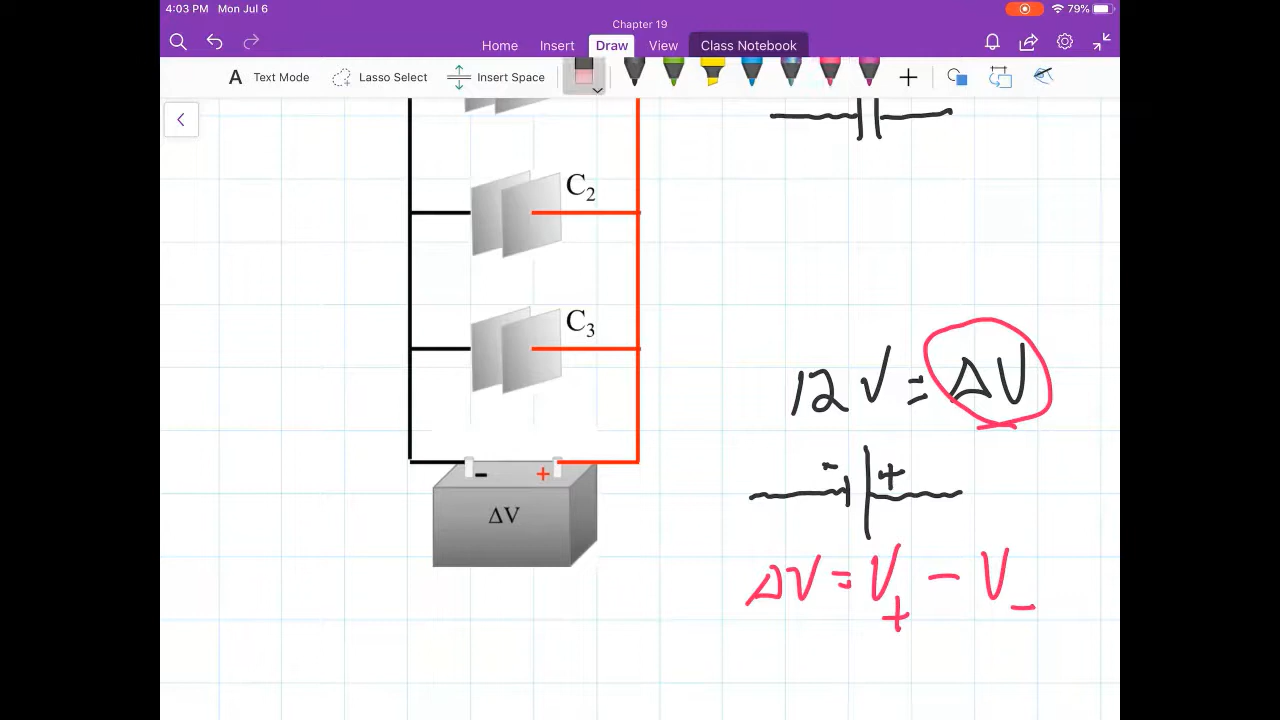 4:03 PM Mon Jul 6
79%
Chapter 19
Home Insert Draw View Class Notebook
A Text Mode Lasso Select Insert Space
C₂
C₃
12 V = ΔV
- +
- +
ΔV
ΔV = V₊ - V₋